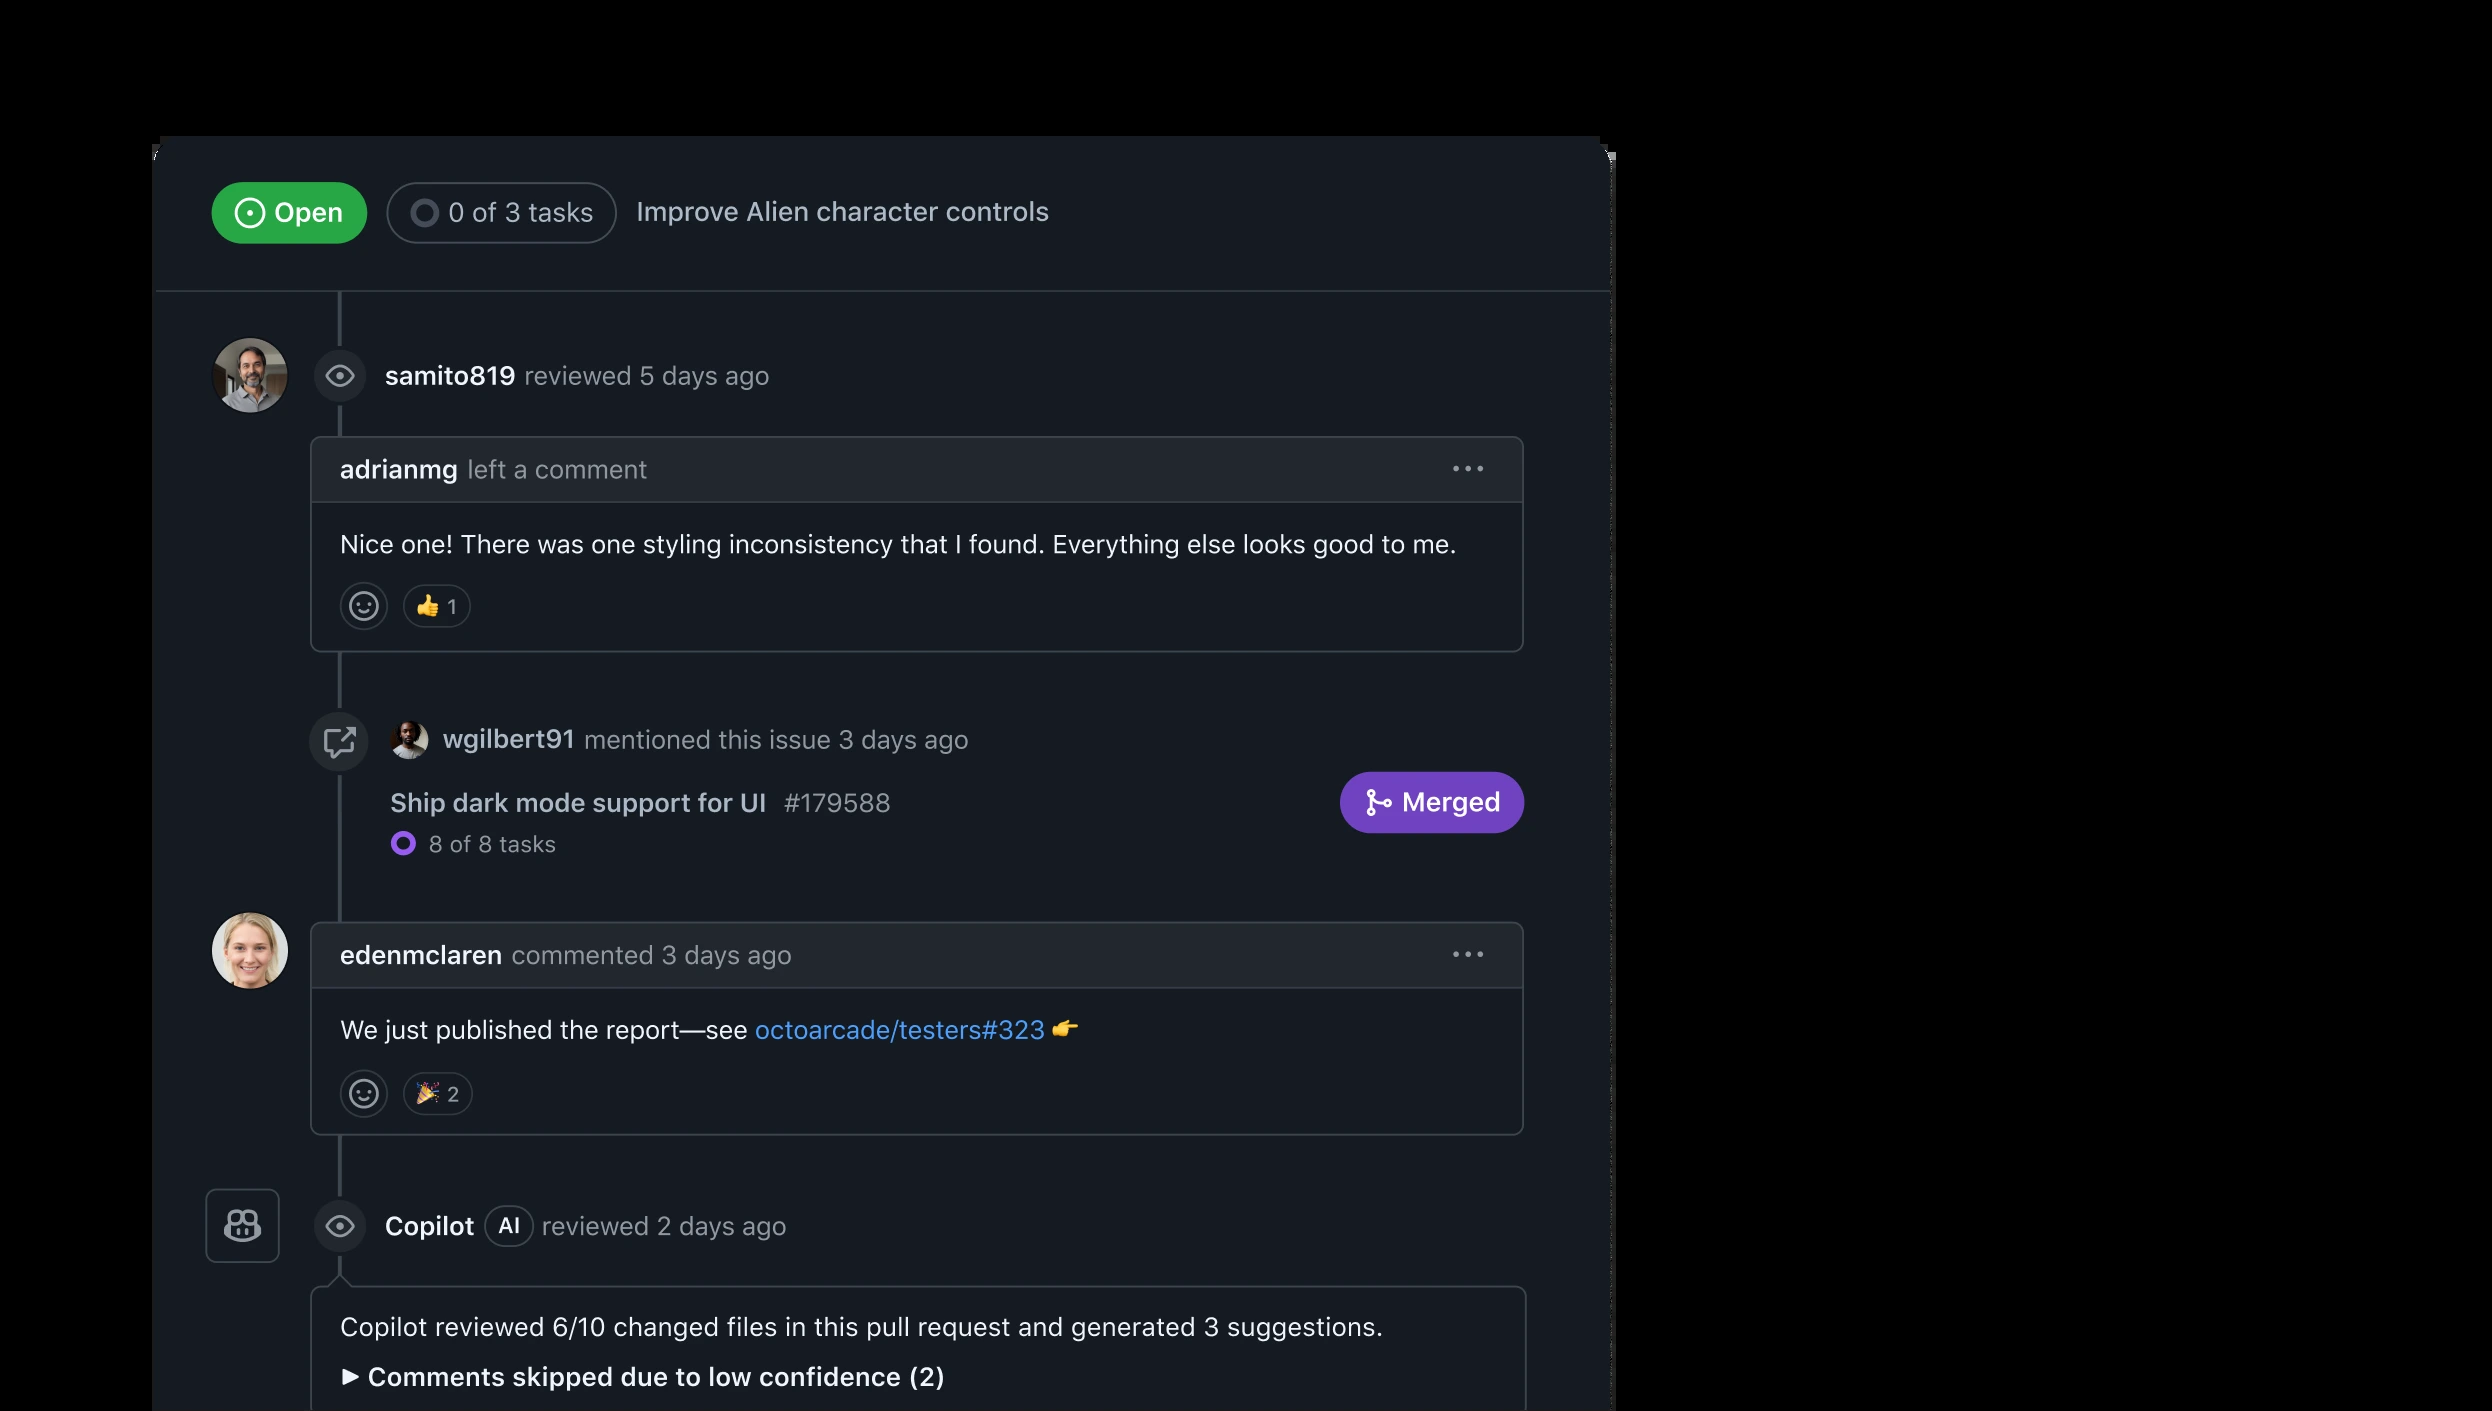 Open 0 of 3 tasks Improve Alien character controls
samito819 reviewed 5 days ago
adrianmg left a comment
Nice one! There was one styling inconsistency that I found. Everything else looks good to me.
👍 1
wgilbert91 mentioned this issue 3 days ago
Ship dark mode support for UI #179588
Merged
8 of 8 tasks
edenmclaren commented 3 days ago
We just published the report—see octoarcade/testers#323 👉
🎉 2
Copilot AI reviewed 2 days ago
Copilot reviewed 6/10 changed files in this pull request and generated 3 suggestions.
Comments skipped due to low confidence (2)